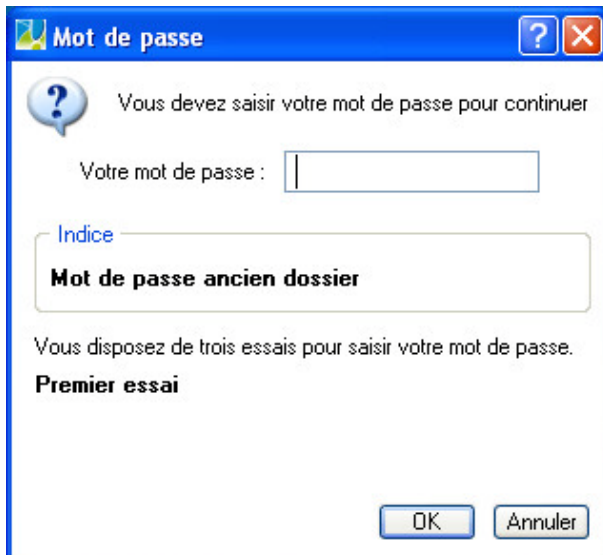 Mot de passe
Vous devez saisir votre mot de passe pour continuer
Votre mot de passe :
Indice
Mot de passe ancien dossier
Vous disposez de trois essais pour saisir votre mot de passe.
Premier essai
OK
Annuler